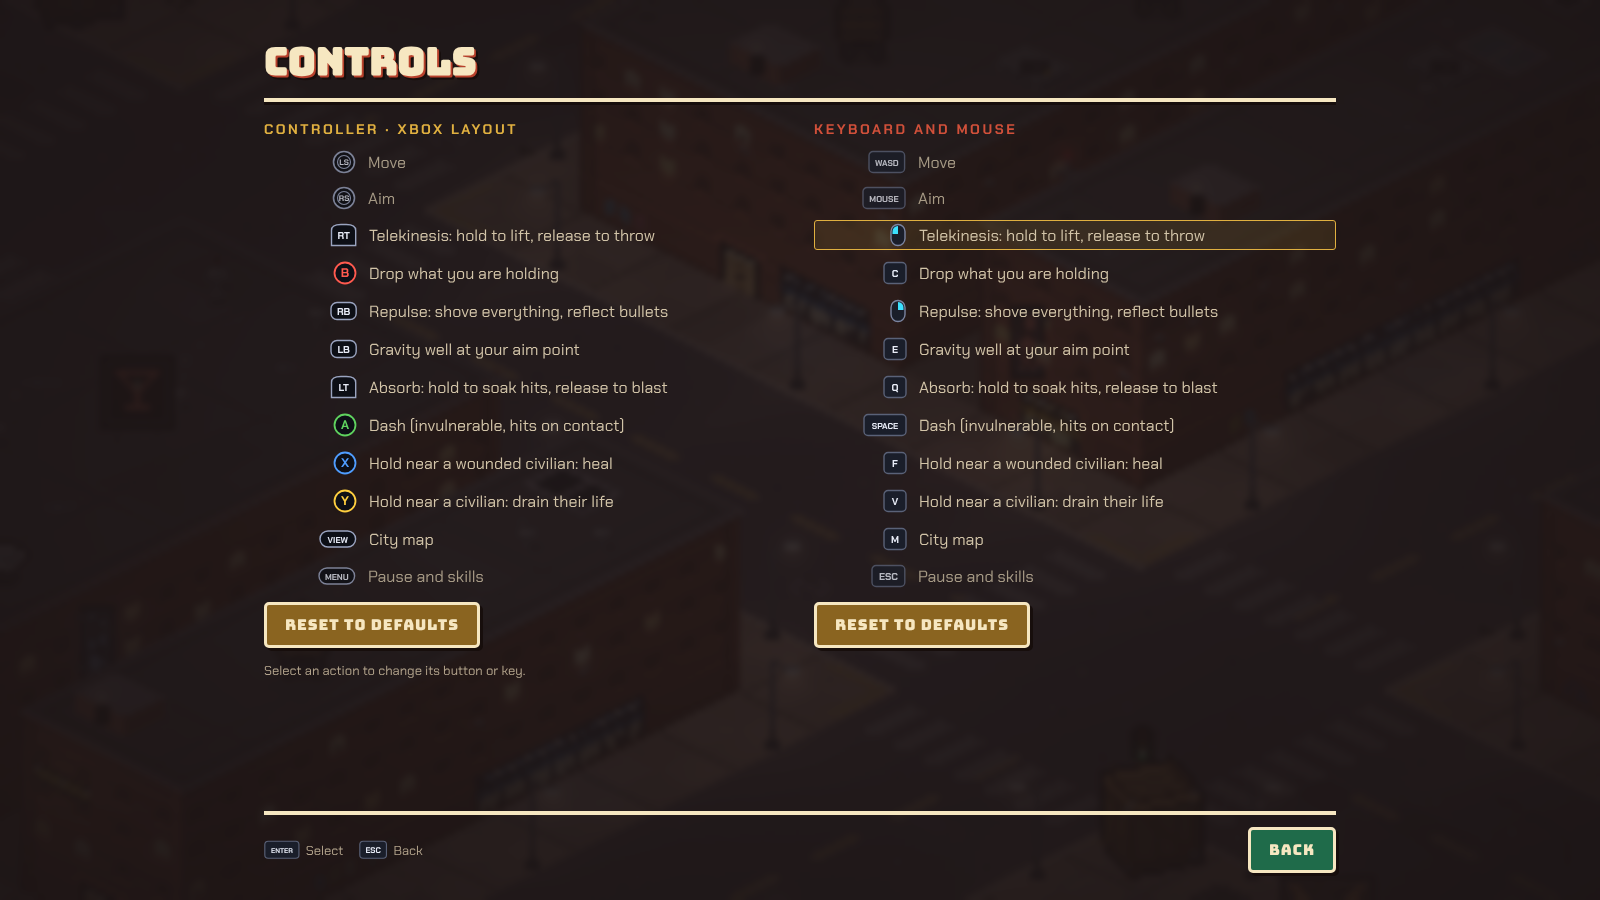 CONTROLS
CONTROLLER · XBOX LAYOUT
LS Move
RS Aim
RT Telekinesis: hold to lift, release to throw
B Drop what you are holding
RB Repulse: shove everything, reflect bullets
LB Gravity well at your aim point
LT Absorb: hold to soak hits, release to blast
A Dash (invulnerable, hits on contact)
X Hold near a wounded civilian: heal
Y Hold near a civilian: drain their life
VIEW City map
MENU Pause and skills
RESET TO DEFAULTS
Select an action to change its button or key.
KEYBOARD AND MOUSE
WASD Move
MOUSE Aim
Telekinesis: hold to lift, release to throw
C Drop what you are holding
Repulse: shove everything, reflect bullets
E Gravity well at your aim point
Q Absorb: hold to soak hits, release to blast
SPACE Dash (invulnerable, hits on contact)
F Hold near a wounded civilian: heal
V Hold near a civilian: drain their life
M City map
ESC Pause and skills
RESET TO DEFAULTS
ENTER Select ESC Back
BACK